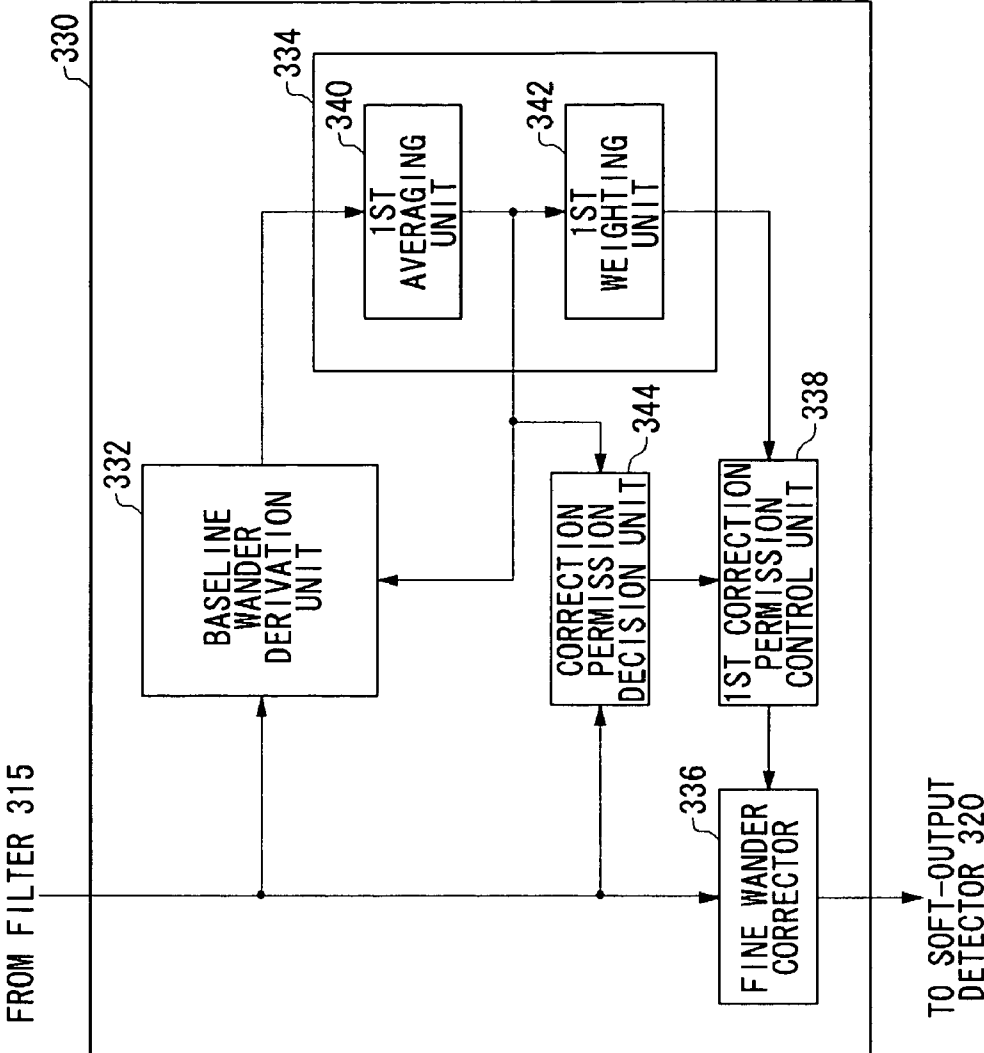 330
334
340
1ST
AVERAGING
UNIT
342
1ST
WEIGHTING
UNIT
332
BASELINE
WANDER
DERIVATION
UNIT
344
CORRECTION
PERMISSION
DECISION UNIT
338
1ST CORRECTION
PERMISSION
CONTROL UNIT
FROM FILTER 315
336
FINE WANDER
CORRECTOR
TO SOFT-OUTPUT
DETECTOR 320